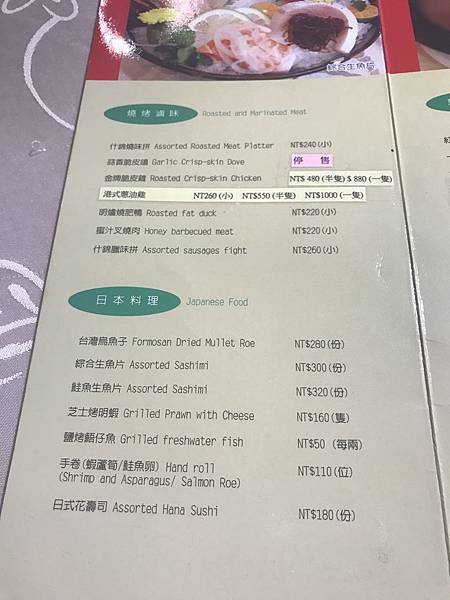 綜合生魚片
燒烤滷味 Roasted and Marinated Meat
什錦燒味拼 Assorted Roasted Meat Platter NT$240(小)
蒜香脆皮鴿 Garlic Crisp-skin Dove 停 售
金牌脆皮雞 Roasted Crisp-skin Chicken NT$ 480 (半隻) $ 880 (一隻)
港式蔥油雞 NT260 (小) NT$550 (半隻) NT$1000 (一隻)
明爐燒肥鴨 Roasted fat duck NT$220(小)
蜜汁叉燒肉 Honey barbecued meat NT$220(小)
什錦臘味拼 Assorted sausages fight NT$260(小)
日本料理 Japanese Food
台灣烏魚子 Formosan Dried Mullet Roe NT$280(份)
綜合生魚片 Assorted Sashimi NT$300(份)
鮭魚生魚片 Assorted Sashimi NT$320(份)
芝士烤明蝦 Grilled Prawn with Cheese NT$160(隻)
鹽烤鮕仔魚 Grilled freshwater fish NT$50 (每兩)
手卷(蝦蘆筍/鮭魚卵) Hand roll NT$110(位)
(Shrimp and Asparagus/ Salmon Roe)
日式花壽司 Assorted Hana Sushi NT$180(份)
紅